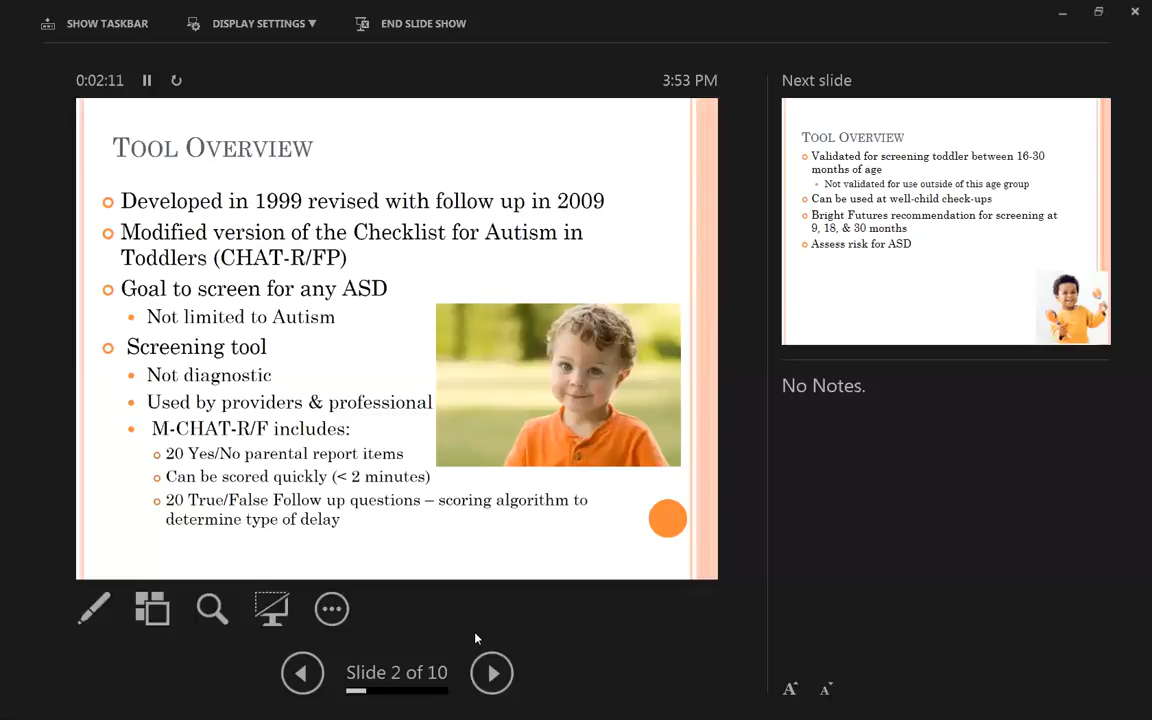 SHOW TASKBAR
DISPLAY SETTINGS ▼
END SLIDE SHOW
0:02:11
3:53 PM
TOOL OVERVIEW
Developed in 1999 revised with follow up in 2009
Modified version of the Checklist for Autism in
Toddlers (CHAT-R/FP)
Goal to screen for any ASD
Not limited to Autism
Screening tool
Not diagnostic
Used by providers & professional
M-CHAT-R/F includes:
20 Yes/No parental report items
Can be scored quickly (< 2 minutes)
20 True/False Follow up questions – scoring algorithm to
determine type of delay
Slide 2 of 10
Next slide
TOOL OVERVIEW
Validated for screening toddler between 16-30
months of age
Not validated for use outside of this age group
Can be used at well-child check-ups
Bright Futures recommendation for screening at
9, 18, & 30 months
Assess risk for ASD
No Notes.
A A